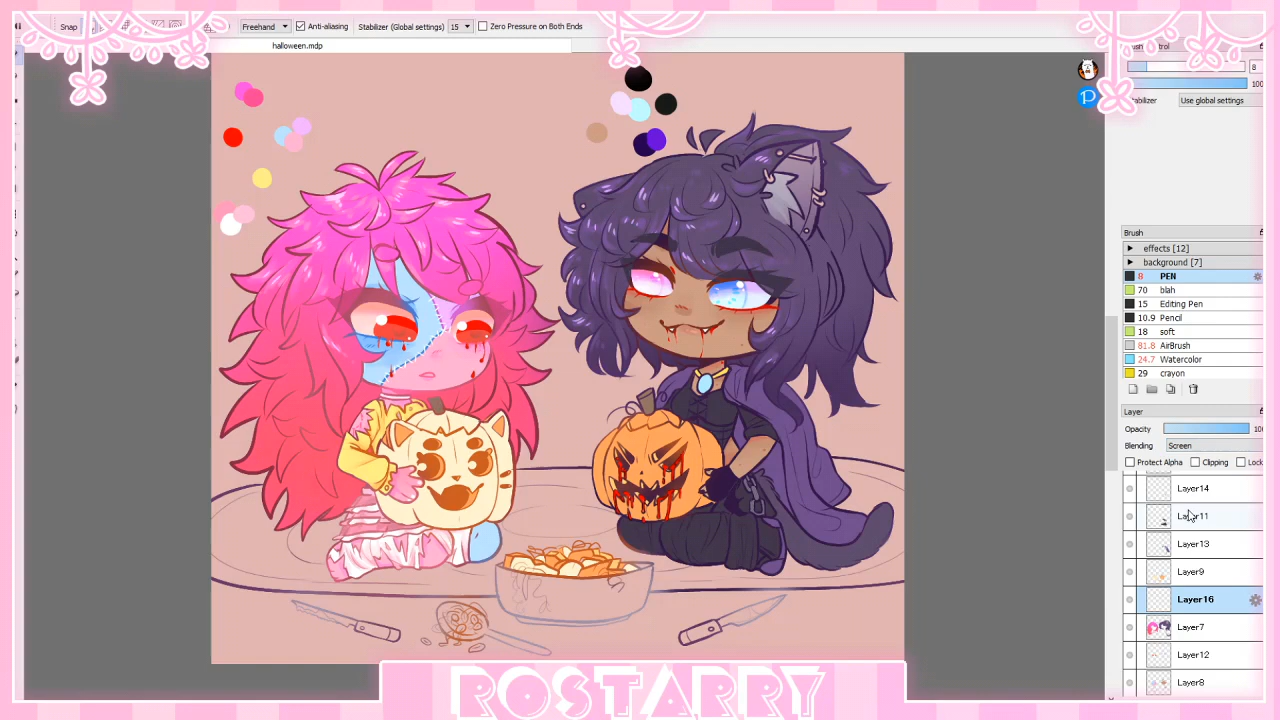 Snap
Freehand
Anti-aliasing
Stabilizer (Global settings)
15
Zero Pressure on Both Ends
halloween.mdp
8
100
Use global settings
Brush
effects [12]
background [7]
8 PEN
70 blah
15 Editing Pen
10.9 Pencil
18 soft
81.8 AirBrush
24.7 Watercolor
29 crayon
Layer
Opacity
Blending Screen
Protect Alpha
Clipping
Lock
Layer14
Layer11
Layer13
Layer9
Layer16
Layer7
Layer12
Layer8
ROSTARRY